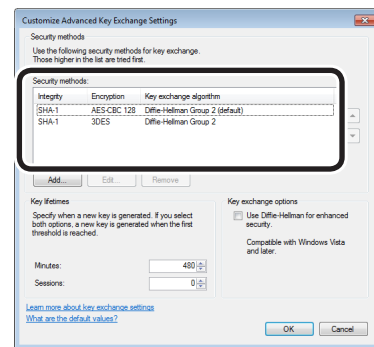 Customize Advanced Key Exchange Settings
Security methods
Use the following security methods for key exchange.
Those higher in the list are tried first.
Security methods:
Integrity Encryption Key exchange algorithm
SHA-1 AES-CBC 128 Diffie-Hellman Group 2 (default)
SHA-1 3DES Diffie-Hellman Group 2
Add... Edit... Remove
Key lifetimes
Specify when a new key is generated. If you select
both options, a new key is generated when the first
threshold is reached.
Minutes: 480
Sessions: 0
Key exchange options
Use Diffie-Hellman for enhanced
security.
Compatible with Windows Vista
and later.
Learn more about key exchange settings
What are the default values?
OK Cancel